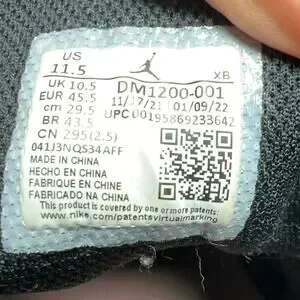 US
11.5 XB
UK 10.5 DM1200-001
EUR 45.5 11/17/21 01/09/22
cm 29.5 UPC 00195869233642
BR 43.5
CN 295(2.5)
041J3NQS34AFF
MADE IN CHINA
HECHO EN CHINA
FABRIQUE EN CHINE
FABRICADO NA CHINA
This product is covered by one or more patents
www.nike.com/patentsvirtualmarking